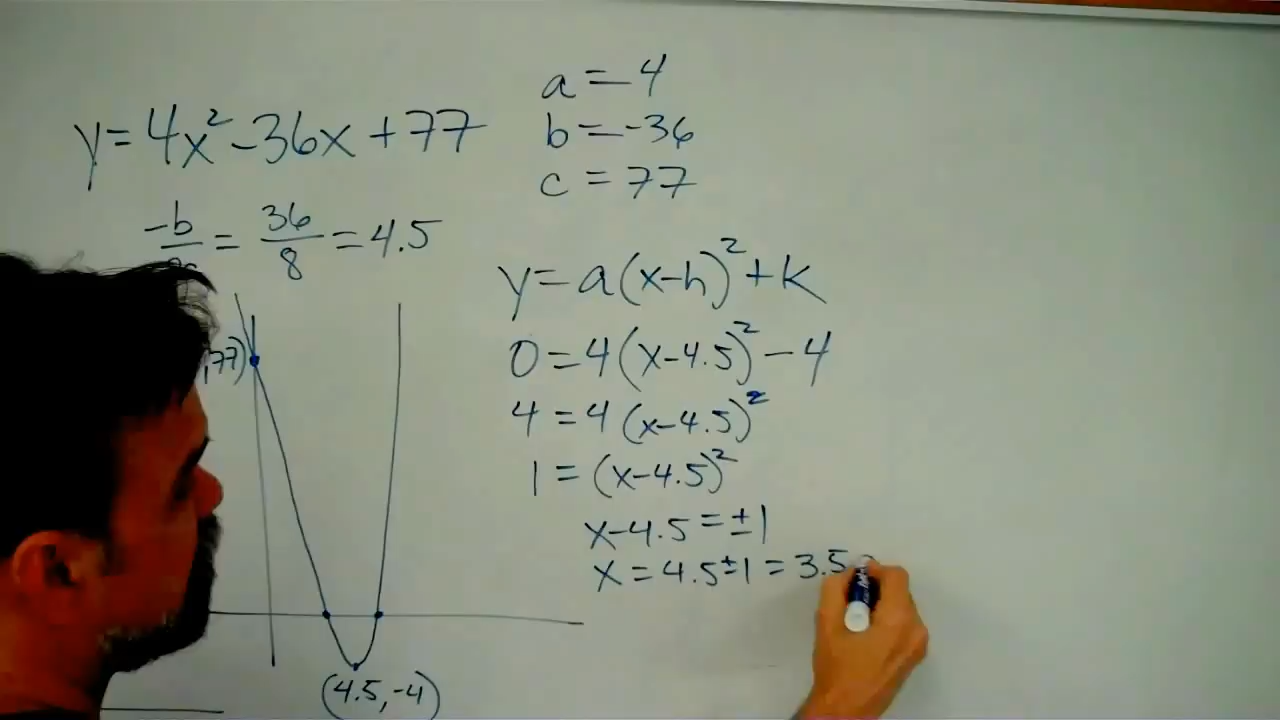 y = 4x² - 36x + 77
a = 4
b = -36
c = 77
-b/ = 36/8 = 4.5
y = a(x-h)² + k
0 = 4(x-4.5)² - 4
4 = 4(x-4.5)²
1 = (x-4.5)²
x-4.5 = ±1
x = 4.5±1 = 3.5
,77)
(4.5, -4)